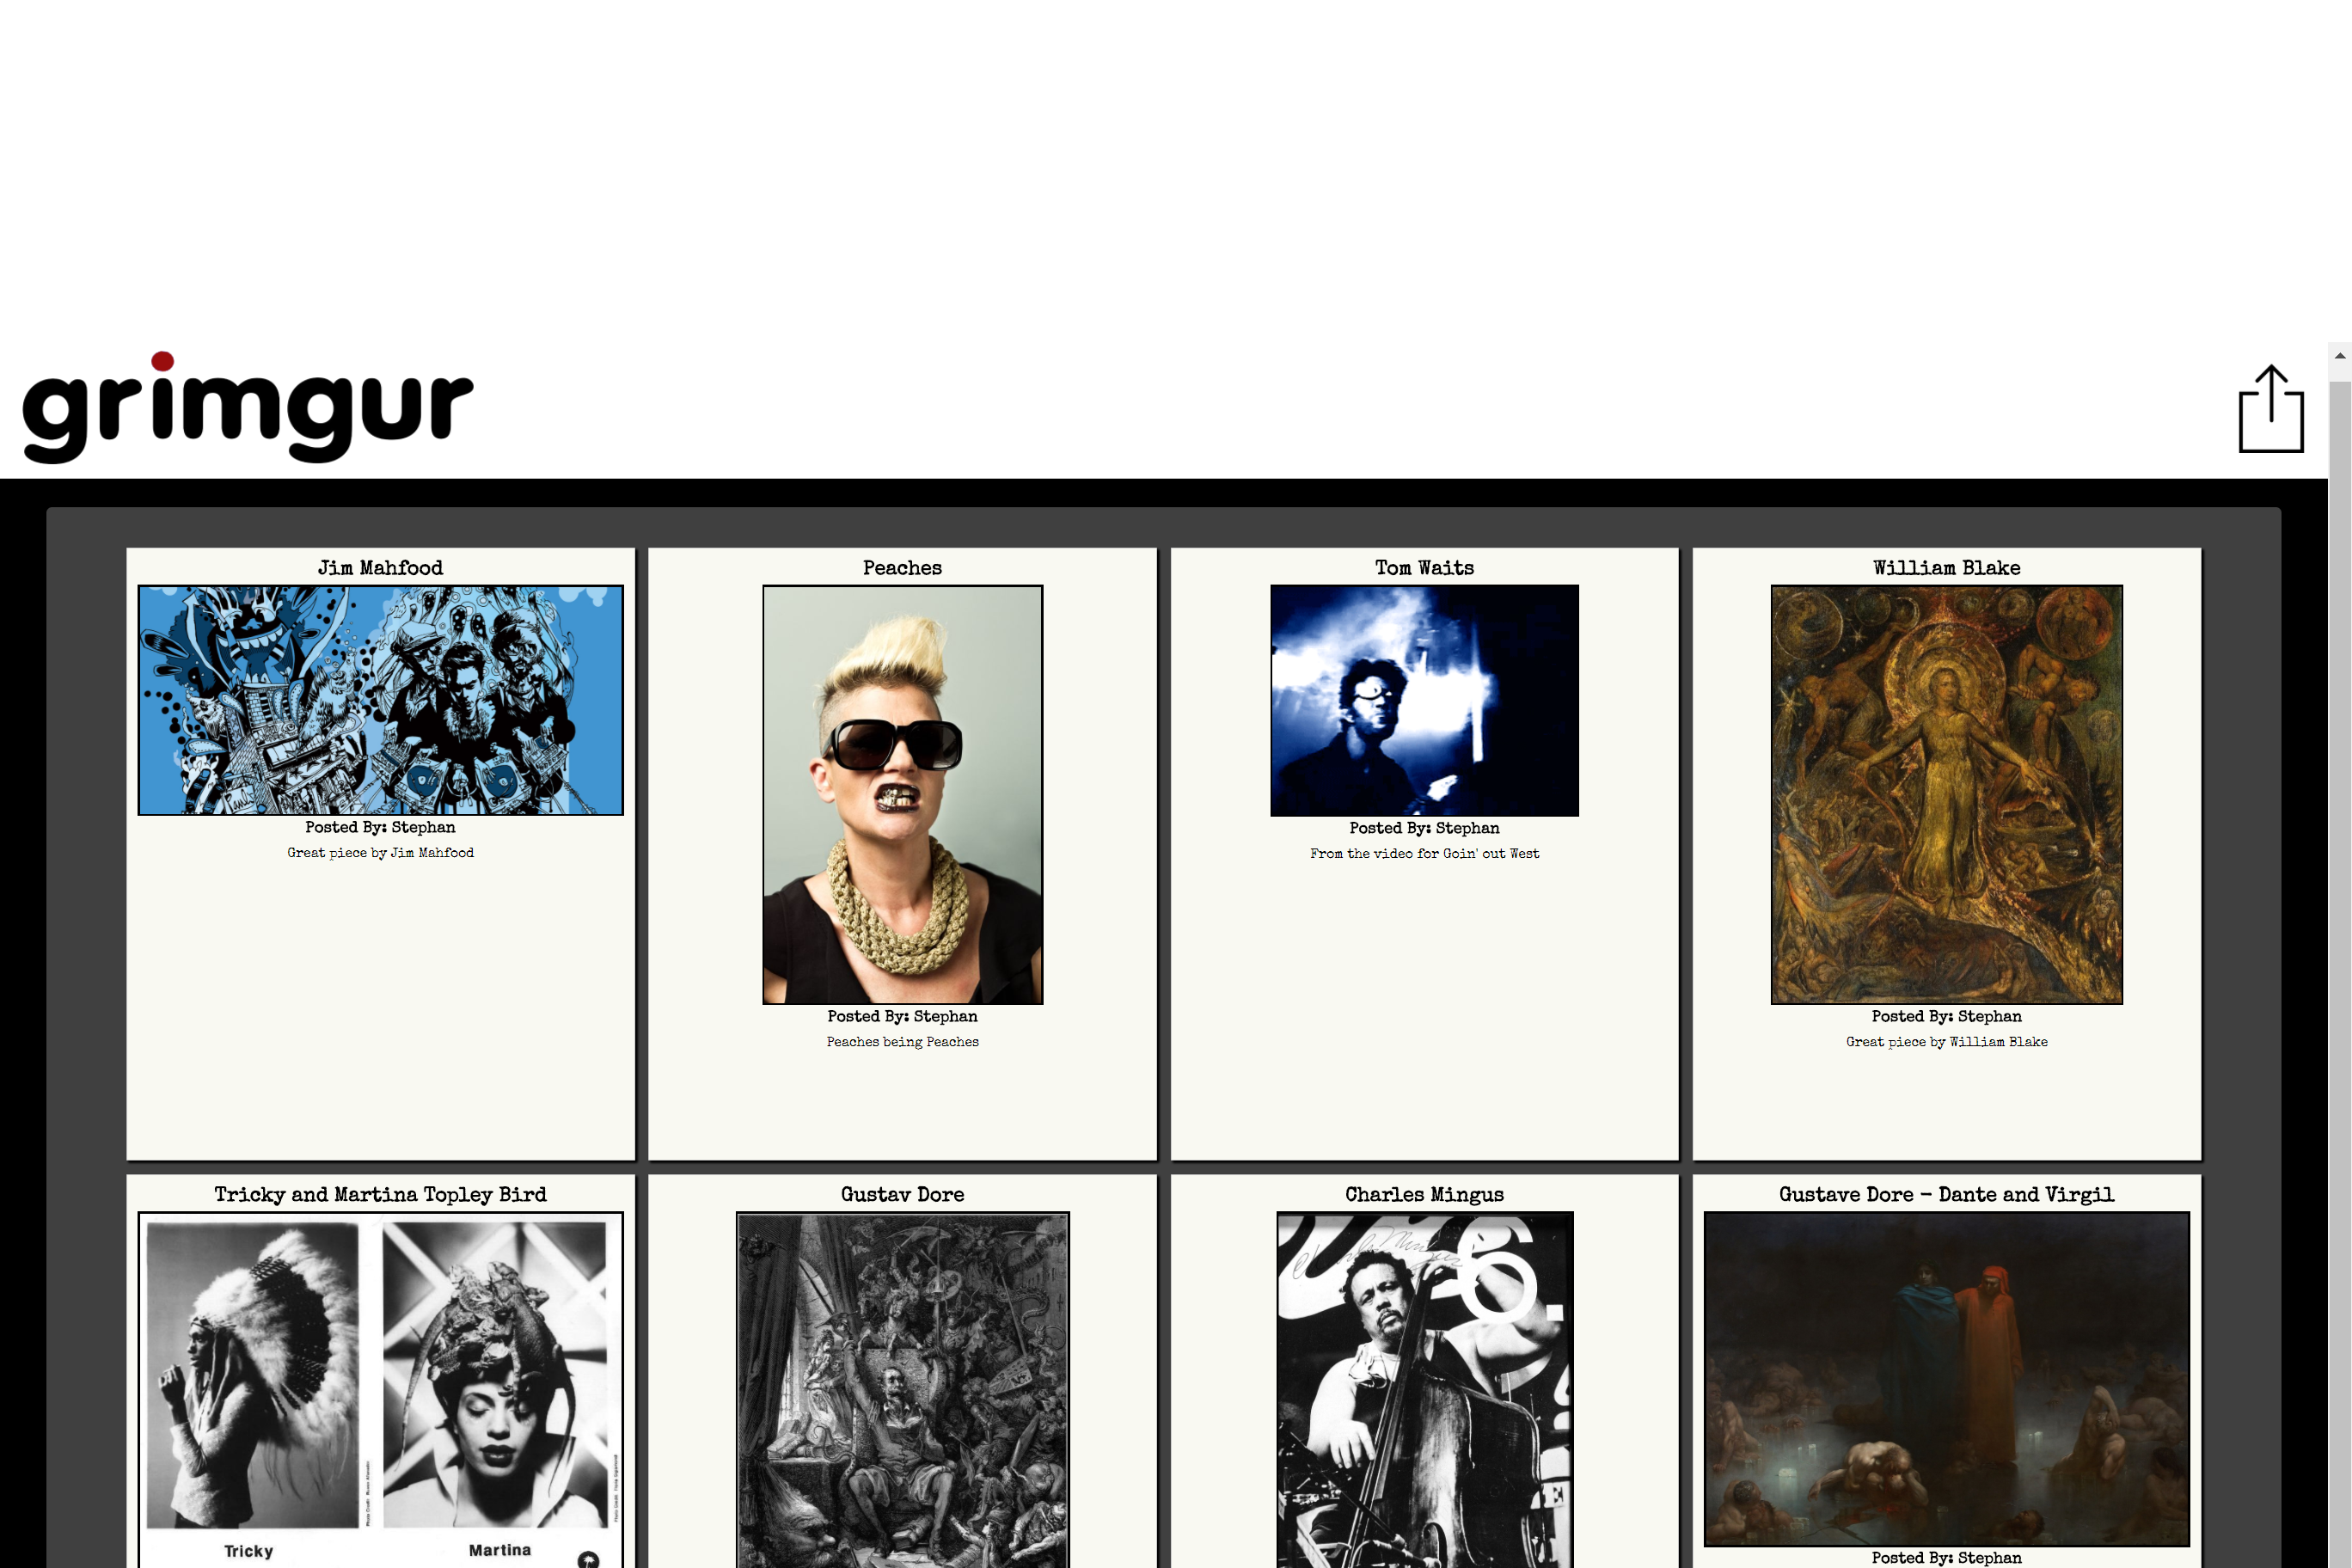 grimgur
Jim Mahfood
Posted By: Stephan
Great piece by Jim Mahfood
Peaches
Posted By: Stephan
Peaches being Peaches
Tom Waits
Posted By: Stephan
From the video for Goin' out West
William Blake
Posted By: Stephan
Great piece by William Blake
Tricky and Martina Topley Bird
Tricky
Martina
Gustav Dore
Charles Mingus
6.
Gustave Dore - Dante and Virgil
Posted By: Stephan